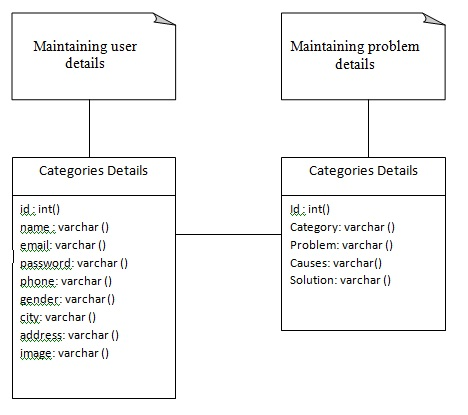 Maintaining user
details
Maintaining problem
details
Categories Details
id : int()
name : varchar ()
email: varchar ()
password: varchar ()
phone: varchar ()
gender: varchar ()
city: varchar ()
address: varchar ()
image: varchar ()
Categories Details
Id : int()
Category: varchar ()
Problem: varchar ()
Causes: varchar()
Solution: varchar ()